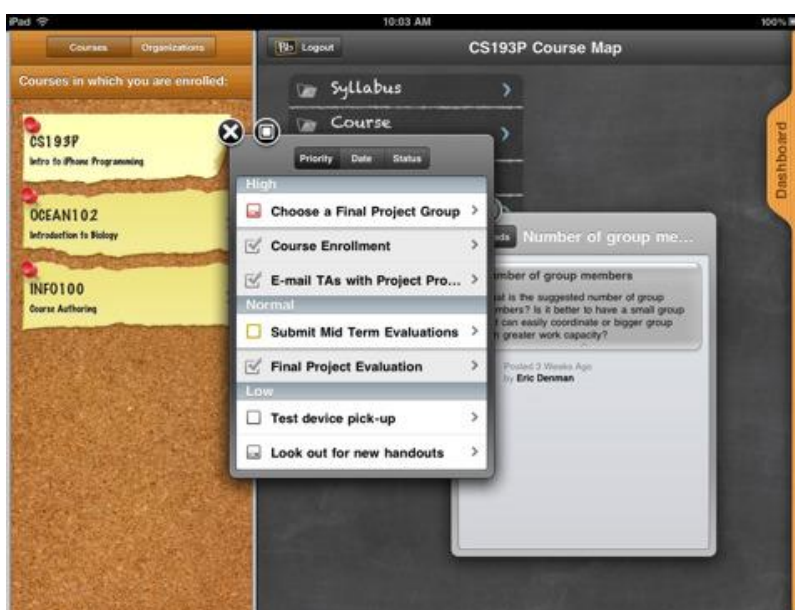 iPad
10:03 AM
100%
Courses
Organizations
Bb
Logout
CS193P Course Map
Courses in which you are enrolled:
CS193P
Intro to iPhone Programming
OCEAN102
Introduction to Biology
INFO100
Course Authoring
Syllabus
Course
Dashboard
Priority
Date
Status
High
Choose a Final Project Group
Course Enrollment
E-mail TAs with Project Pro...
Normal
Submit Mid Term Evaluations
Final Project Evaluation
Low
Test device pick-up
Look out for new handouts
Number of group me...
of group members
is the suggested number of group
? Is it better to have a small group
can easily coordinate or bigger group
greater work capacity?
Posted 3 Weeks Ago
by Eric Denman